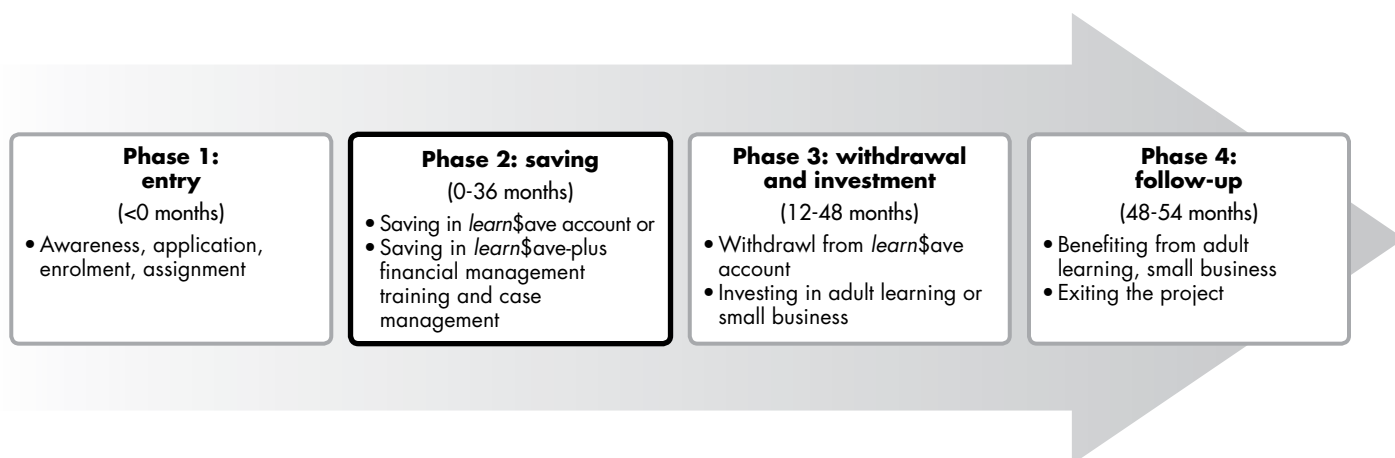 Phase 1:
entry
(<0 months)
• Awareness, application,
enrolment, assignment
Phase 2: saving
(0-36 months)
• Saving in learn$ave account or
• Saving in learn$ave-plus
financial management
training and case
management
Phase 3: withdrawal
and investment
(12-48 months)
• Withdrawl from learn$ave
account
• Investing in adult learning or
small business
Phase 4:
follow-up
(48-54 months)
• Benefiting from adult
learning, small business
• Exiting the project